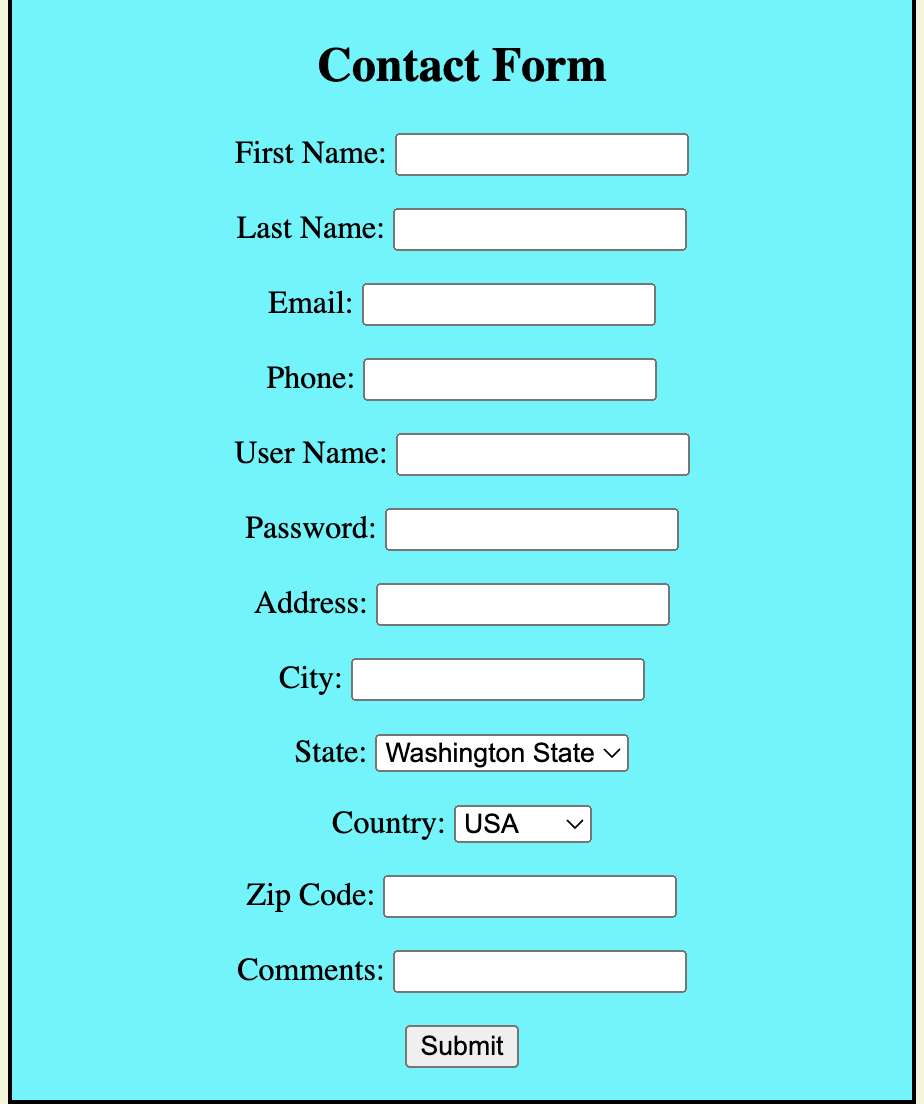 Contact Form
First Name:
Last Name:
Email:
Phone:
User Name:
Password:
Address:
City:
State: Washington State
Country: USA
Zip Code:
Comments:
Submit